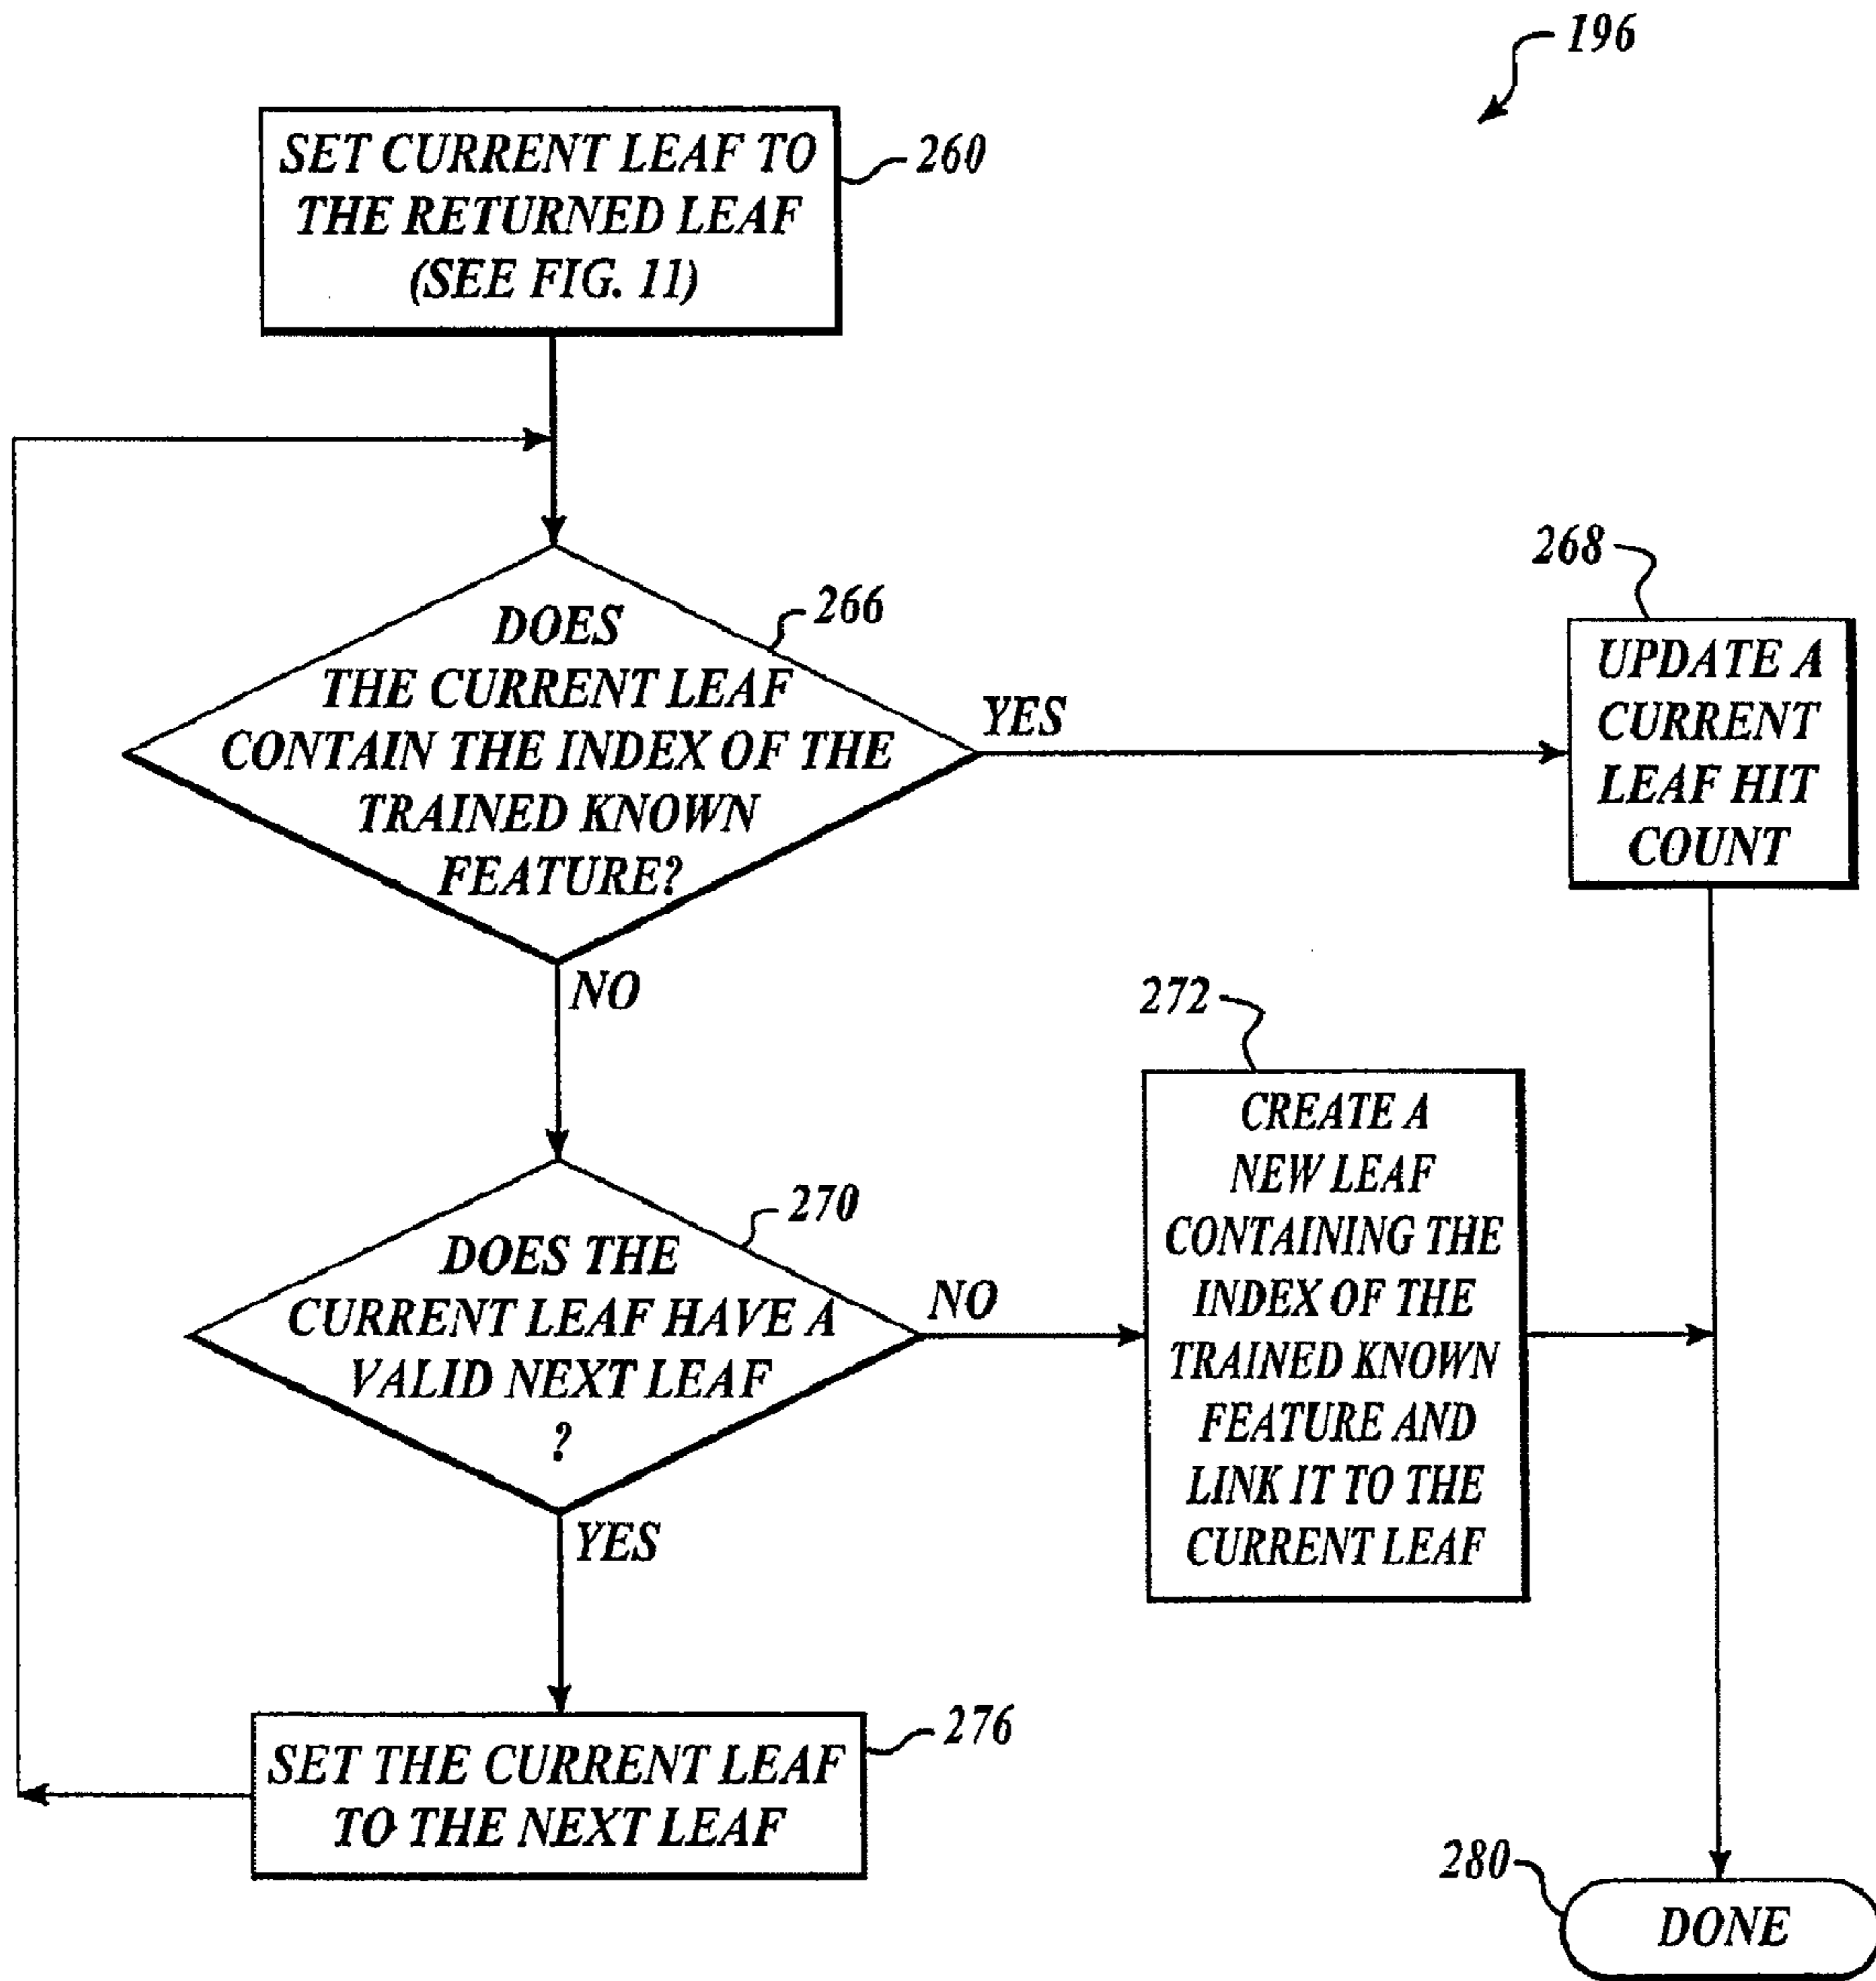 196
SET CURRENT LEAF TO
THE RETURNED LEAF
(SEE FIG. 11)
260
DOES
THE CURRENT LEAF
CONTAIN THE INDEX OF THE
TRAINED KNOWN
FEATURE?
266
YES
268
UPDATE A
CURRENT
LEAF HIT
COUNT
NO
DOES THE
CURRENT LEAF HAVE A
VALID NEXT LEAF
?
270
NO
272
CREATE A
NEW LEAF
CONTAINING THE
INDEX OF THE
TRAINED KNOWN
FEATURE AND
LINK IT TO THE
CURRENT LEAF
YES
SET THE CURRENT LEAF
TO THE NEXT LEAF
276
280
DONE